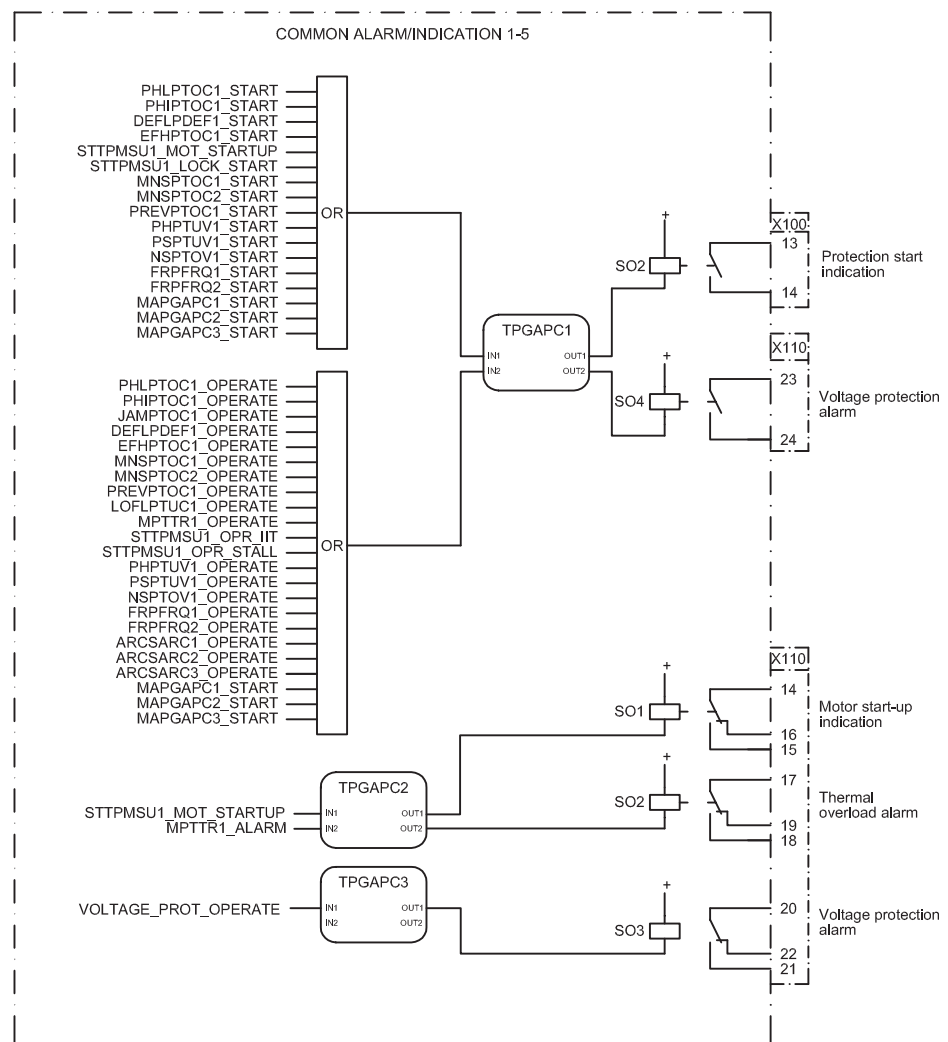 COMMON ALARM/INDICATION 1-5
PHLPTOC1_START
PHIPTOC1_START
DEFLPDEF1_START
EFHPTOC1_START
STTPMSU1_MOT_STARTUP
STTPMSU1_LOCK_START
MNSPTOC1_START
MNSPTOC2_START
PREVPTOC1_START
PHPTUV1_START
PSPTUV1_START
NSPTOV1_START
FRPFRQ1_START
FRPFRQ2_START
MAPGAPC1_START
MAPGAPC2_START
MAPGAPC3_START
OR
TPGAPC1
IN1
IN2
OUT1
OUT2
+
SO2
X100
13
14
Protection start
indication
+
SO4
X110
23
24
Voltage protection
alarm
PHLPTOC1_OPERATE
PHIPTOC1_OPERATE
JAMPTOC1_OPERATE
DEFLPDEF1_OPERATE
EFHPTOC1_OPERATE
MNSPTOC1_OPERATE
MNSPTOC2_OPERATE
PREVPTOC1_OPERATE
LOFLPTUC1_OPERATE
MPTTR1_OPERATE
STTPMSU1_OPR_IIT
STTPMSU1_OPR_STALL
PHPTUV1_OPERATE
PSPTUV1_OPERATE
NSPTOV1_OPERATE
FRPFRQ1_OPERATE
FRPFRQ2_OPERATE
ARCSARC1_OPERATE
ARCSARC2_OPERATE
ARCSARC3_OPERATE
MAPGAPC1_START
MAPGAPC2_START
MAPGAPC3_START
OR
X110
+
SO1
14
16
15
Motor start-up
indication
STTPMSU1_MOT_STARTUP
MPTTR1_ALARM
TPGAPC2
IN1
IN2
OUT1
OUT2
+
SO2
17
19
18
Thermal
overload alarm
VOLTAGE_PROT_OPERATE
TPGAPC3
IN1
IN2
OUT1
OUT2
+
SO3
20
22
21
Voltage protection
alarm